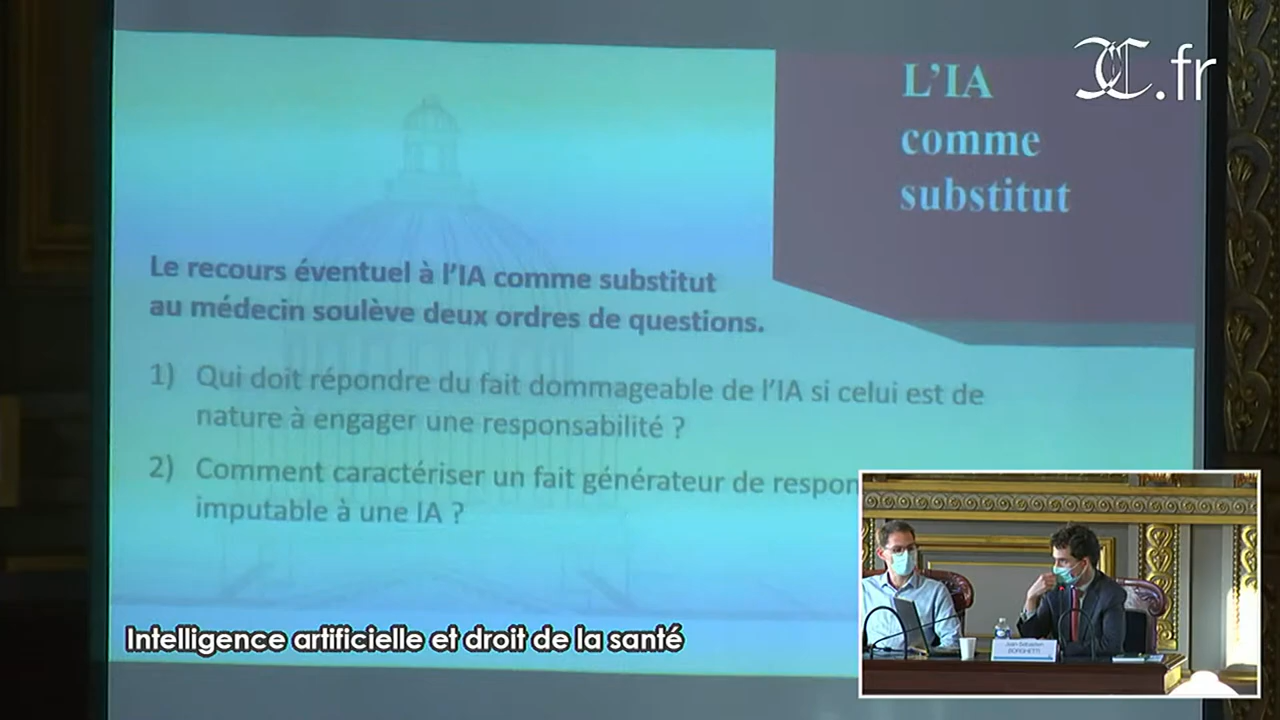 L'IA
comme
substitut
.fr
Le recours éventuel à l'IA comme substitut
au médecin soulève deux ordres de questions.
1) Qui doit répondre du fait dommageable de l'IA si celui est de
nature à engager une responsabilité ?
2) Comment caractériser un fait générateur de respon
imputable à une IA ?
Intelligence artificielle et droit de la santé
BORGHETTI